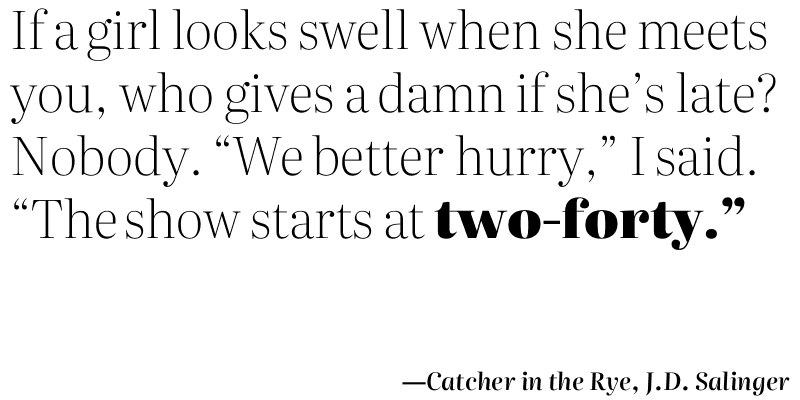 If a girl looks swell when she meets
you, who gives a damn if she’s late?
Nobody. “We better hurry,” I said.
“The show starts at two-forty.”
—Catcher in the Rye, J.D. Salinger